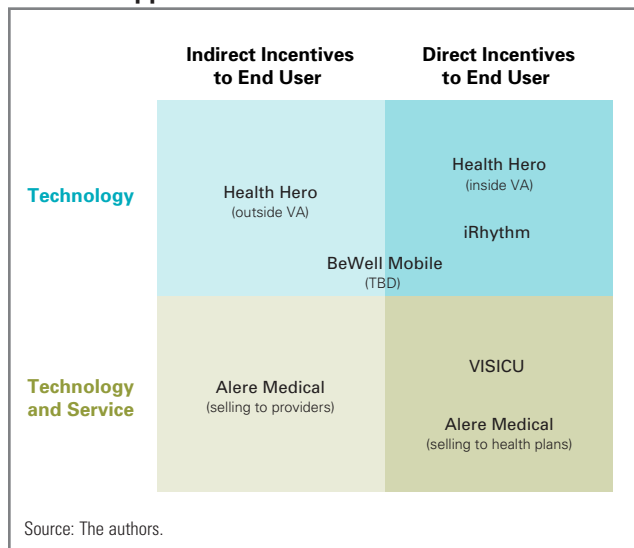 Indirect Incentives
to End User
Direct Incentives
to End User
Technology
Health Hero
(outside VA)
Health Hero
(inside VA)
iRhythm
BeWell Mobile
(TBD)
Technology
and Service
Alere Medical
(selling to providers)
VISICU
Alere Medical
(selling to health plans)
Source: The authors.